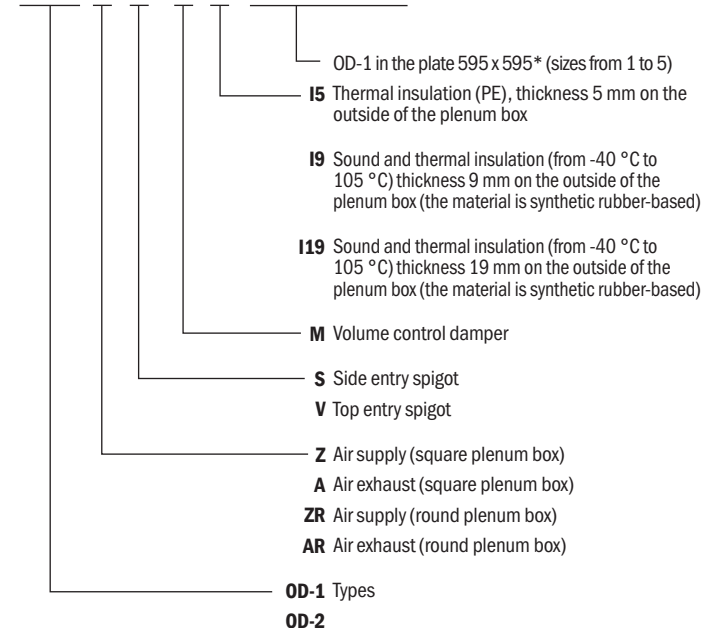 OD-1 in the plate 595 x 595* (sizes from 1 to 5)
I5 Thermal insulation (PE), thickness 5 mm on the
outside of the plenum box
I9 Sound and thermal insulation (from -40 °C to
105 °C) thickness 9 mm on the outside of the
plenum box (the material is synthetic rubber-based)
I19 Sound and thermal insulation (from -40 °C to
105 °C) thickness 19 mm on the outside of the
plenum box (the material is synthetic rubber-based)
M Volume control damper
S Side entry spigot
V Top entry spigot
Z Air supply (square plenum box)
A Air exhaust (square plenum box)
ZR Air supply (round plenum box)
AR Air exhaust (round plenum box)
OD-1 Types
OD-2